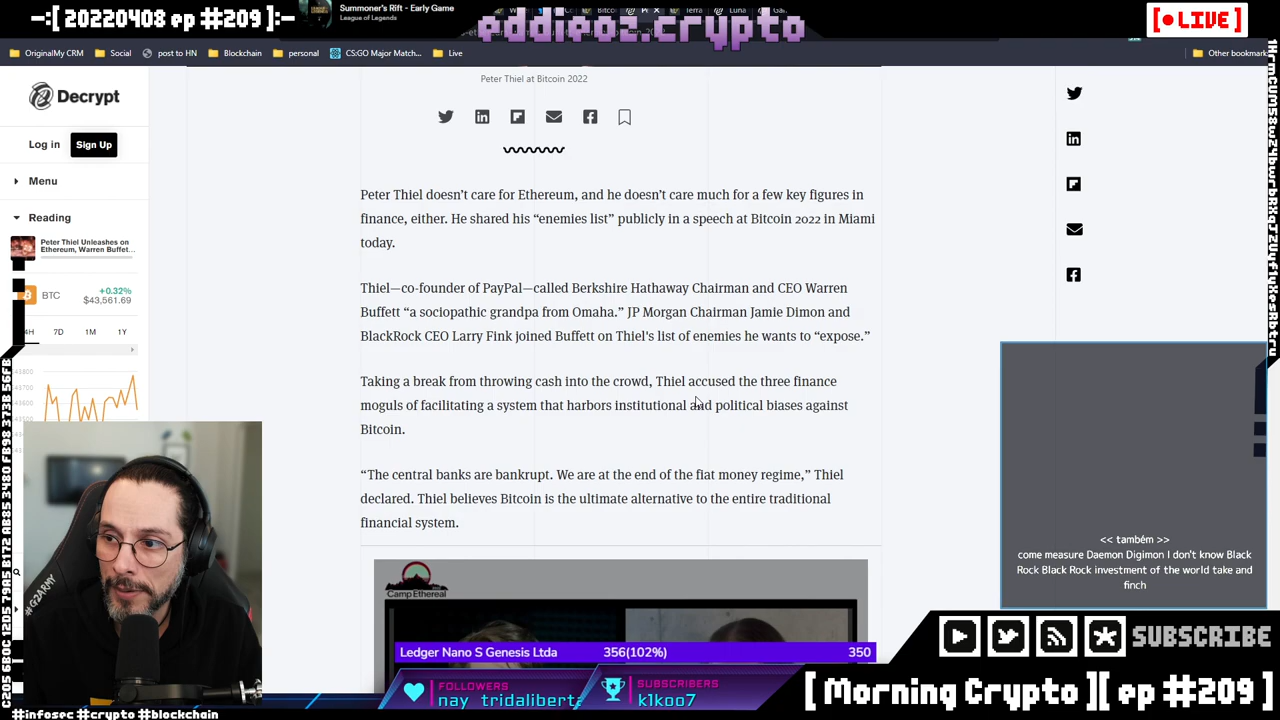 -:[ 20220408 ep #209 ]:-
Summoner's Rift - Early Game
League of Legends
eddieoz.crypto
[•LIVE]
OriginalMy CRM
Social
post to HN
Blockchain
personal
CS:GO Major Match...
Live
Other bookmark
Decrypt
Log in
Sign Up
Menu
Reading
Peter Thiel Unleashes on
Ethereum, Warren Buffet...
BTC
+0.32%
$43,561.69
7D
1M
1Y
Peter Thiel at Bitcoin 2022
Peter Thiel doesn’t care for Ethereum, and he doesn’t care much for a few key figures in
finance, either. He shared his “enemies list” publicly in a speech at Bitcoin 2022 in Miami
today.
Thiel—co-founder of PayPal—called Berkshire Hathaway Chairman and CEO Warren
Buffett “a sociopathic grandpa from Omaha.” JP Morgan Chairman Jamie Dimon and
BlackRock CEO Larry Fink joined Buffett on Thiel's list of enemies he wants to “expose.”
Taking a break from throwing cash into the crowd, Thiel accused the three finance
moguls of facilitating a system that harbors institutional and political biases against
Bitcoin.
“The central banks are bankrupt. We are at the end of the fiat money regime,” Thiel
declared. Thiel believes Bitcoin is the ultimate alternative to the entire traditional
financial system.
Camp Ethereal
<< também >>
come measure Daemon Digimon I don't know Black
Rock Black Rock investment of the world take and
finch
Ledger Nano S Genesis Ltda
356(102%)
350
FOLLOWERS
nay_tridaliberta
SUBSCRIBERS
k1koo7
SUBSCRIBE
[ Morning Crypto ][ ep #209 ]
#infosec #crypto #blockchain